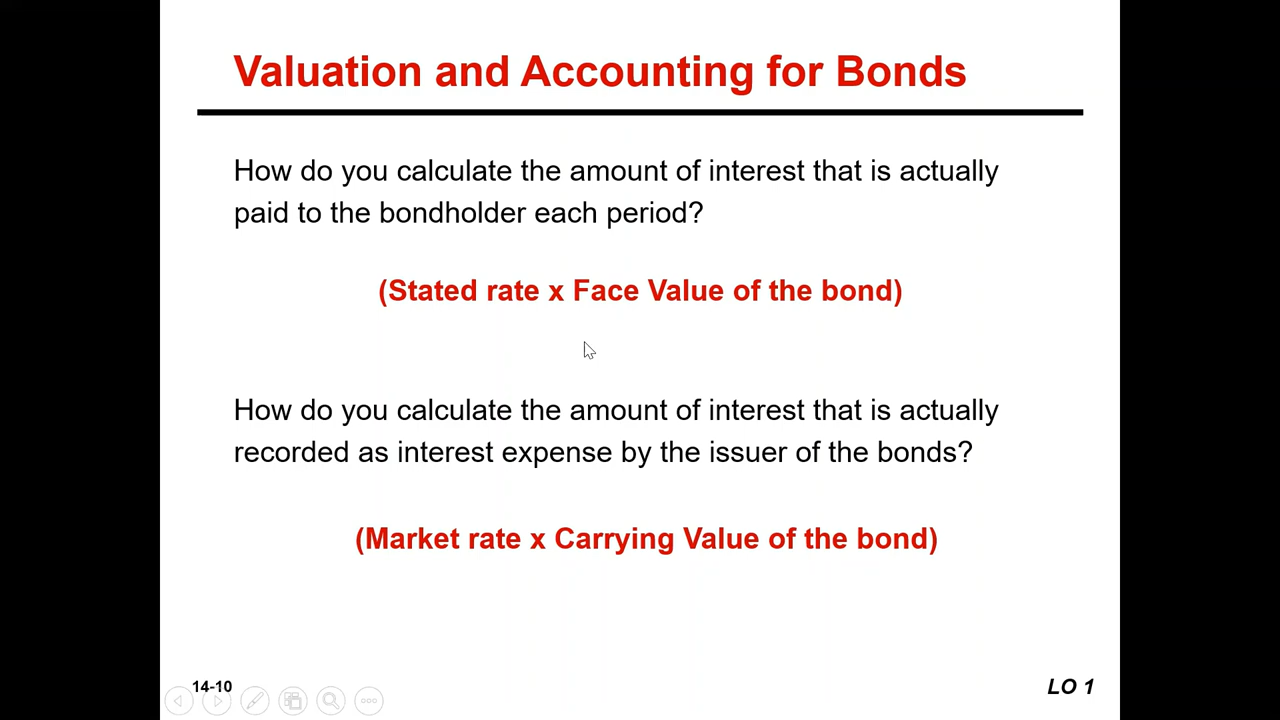 Valuation and Accounting for Bonds
How do you calculate the amount of interest that is actually
paid to the bondholder each period?
(Stated rate x Face Value of the bond)
How do you calculate the amount of interest that is actually
recorded as interest expense by the issuer of the bonds?
(Market rate x Carrying Value of the bond)
14-10
LO 1